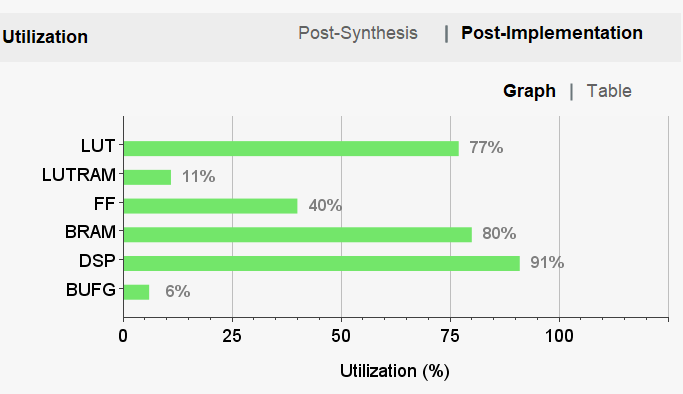 Utilization Post-Synthesis | Post-Implementation
Graph | Table
LUT 77%
LUTRAM 11%
FF 40%
BRAM 80%
DSP 91%
BUFG 6%
0 25 50 75 100
Utilization (%)